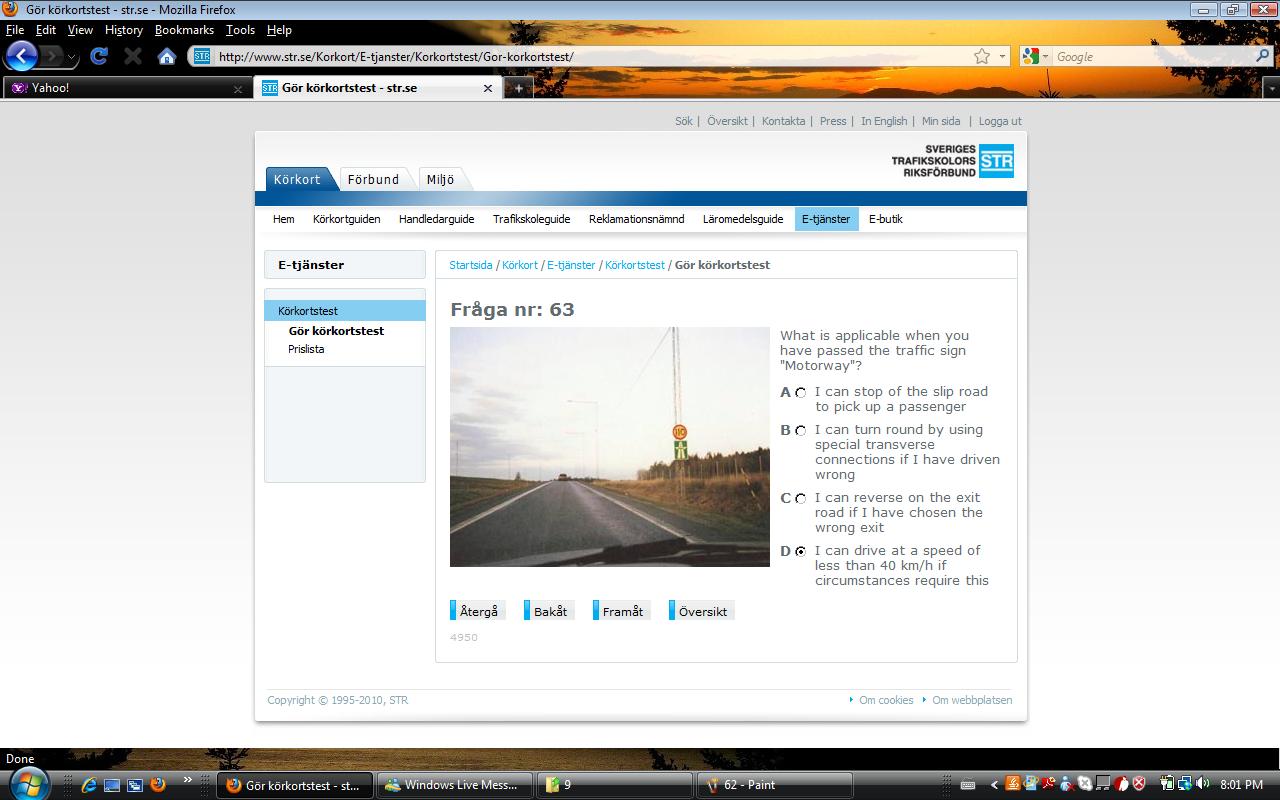 Gör körkortstest - str.se - Mozilla Firefox
File Edit View History Bookmarks Tools Help
http://www.str.se/Korkort/E-tjanster/Korkortstest/Gor-korkortstest/
Google
Yahoo!
Gör körkortstest - str.se
Sök | Översikt | Kontakta | Press | In English | Min sida | Logga ut
SVERIGES
TRAFIKSKOLORS
RIKSFÖRBUND
STR
Körkort Förbund Miljö
Hem Körkortguiden Handledarguide Trafikskoleguide Reklamationsnämnd Läromedelsguide E-tjänster E-butik
E-tjänster
Körkortstest
Gör körkortstest
Prislista
Startsida / Körkort / E-tjänster / Körkortstest / Gör körkortstest
Fråga nr: 63
110
What is applicable when you
have passed the traffic sign
"Motorway"?
A I can stop of the slip road
to pick up a passenger
B I can turn round by using
special transverse
connections if I have driven
wrong
C I can reverse on the exit
road if I have chosen the
wrong exit
D I can drive at a speed of
less than 40 km/h if
circumstances require this
Återgå Bakåt Framåt Översikt
4950
Copyright © 1995-2010, STR
Om cookies Om webbplatsen
Done
Gör körkortstest - st...
Windows Live Mess...
9
62 - Paint
8:01 PM